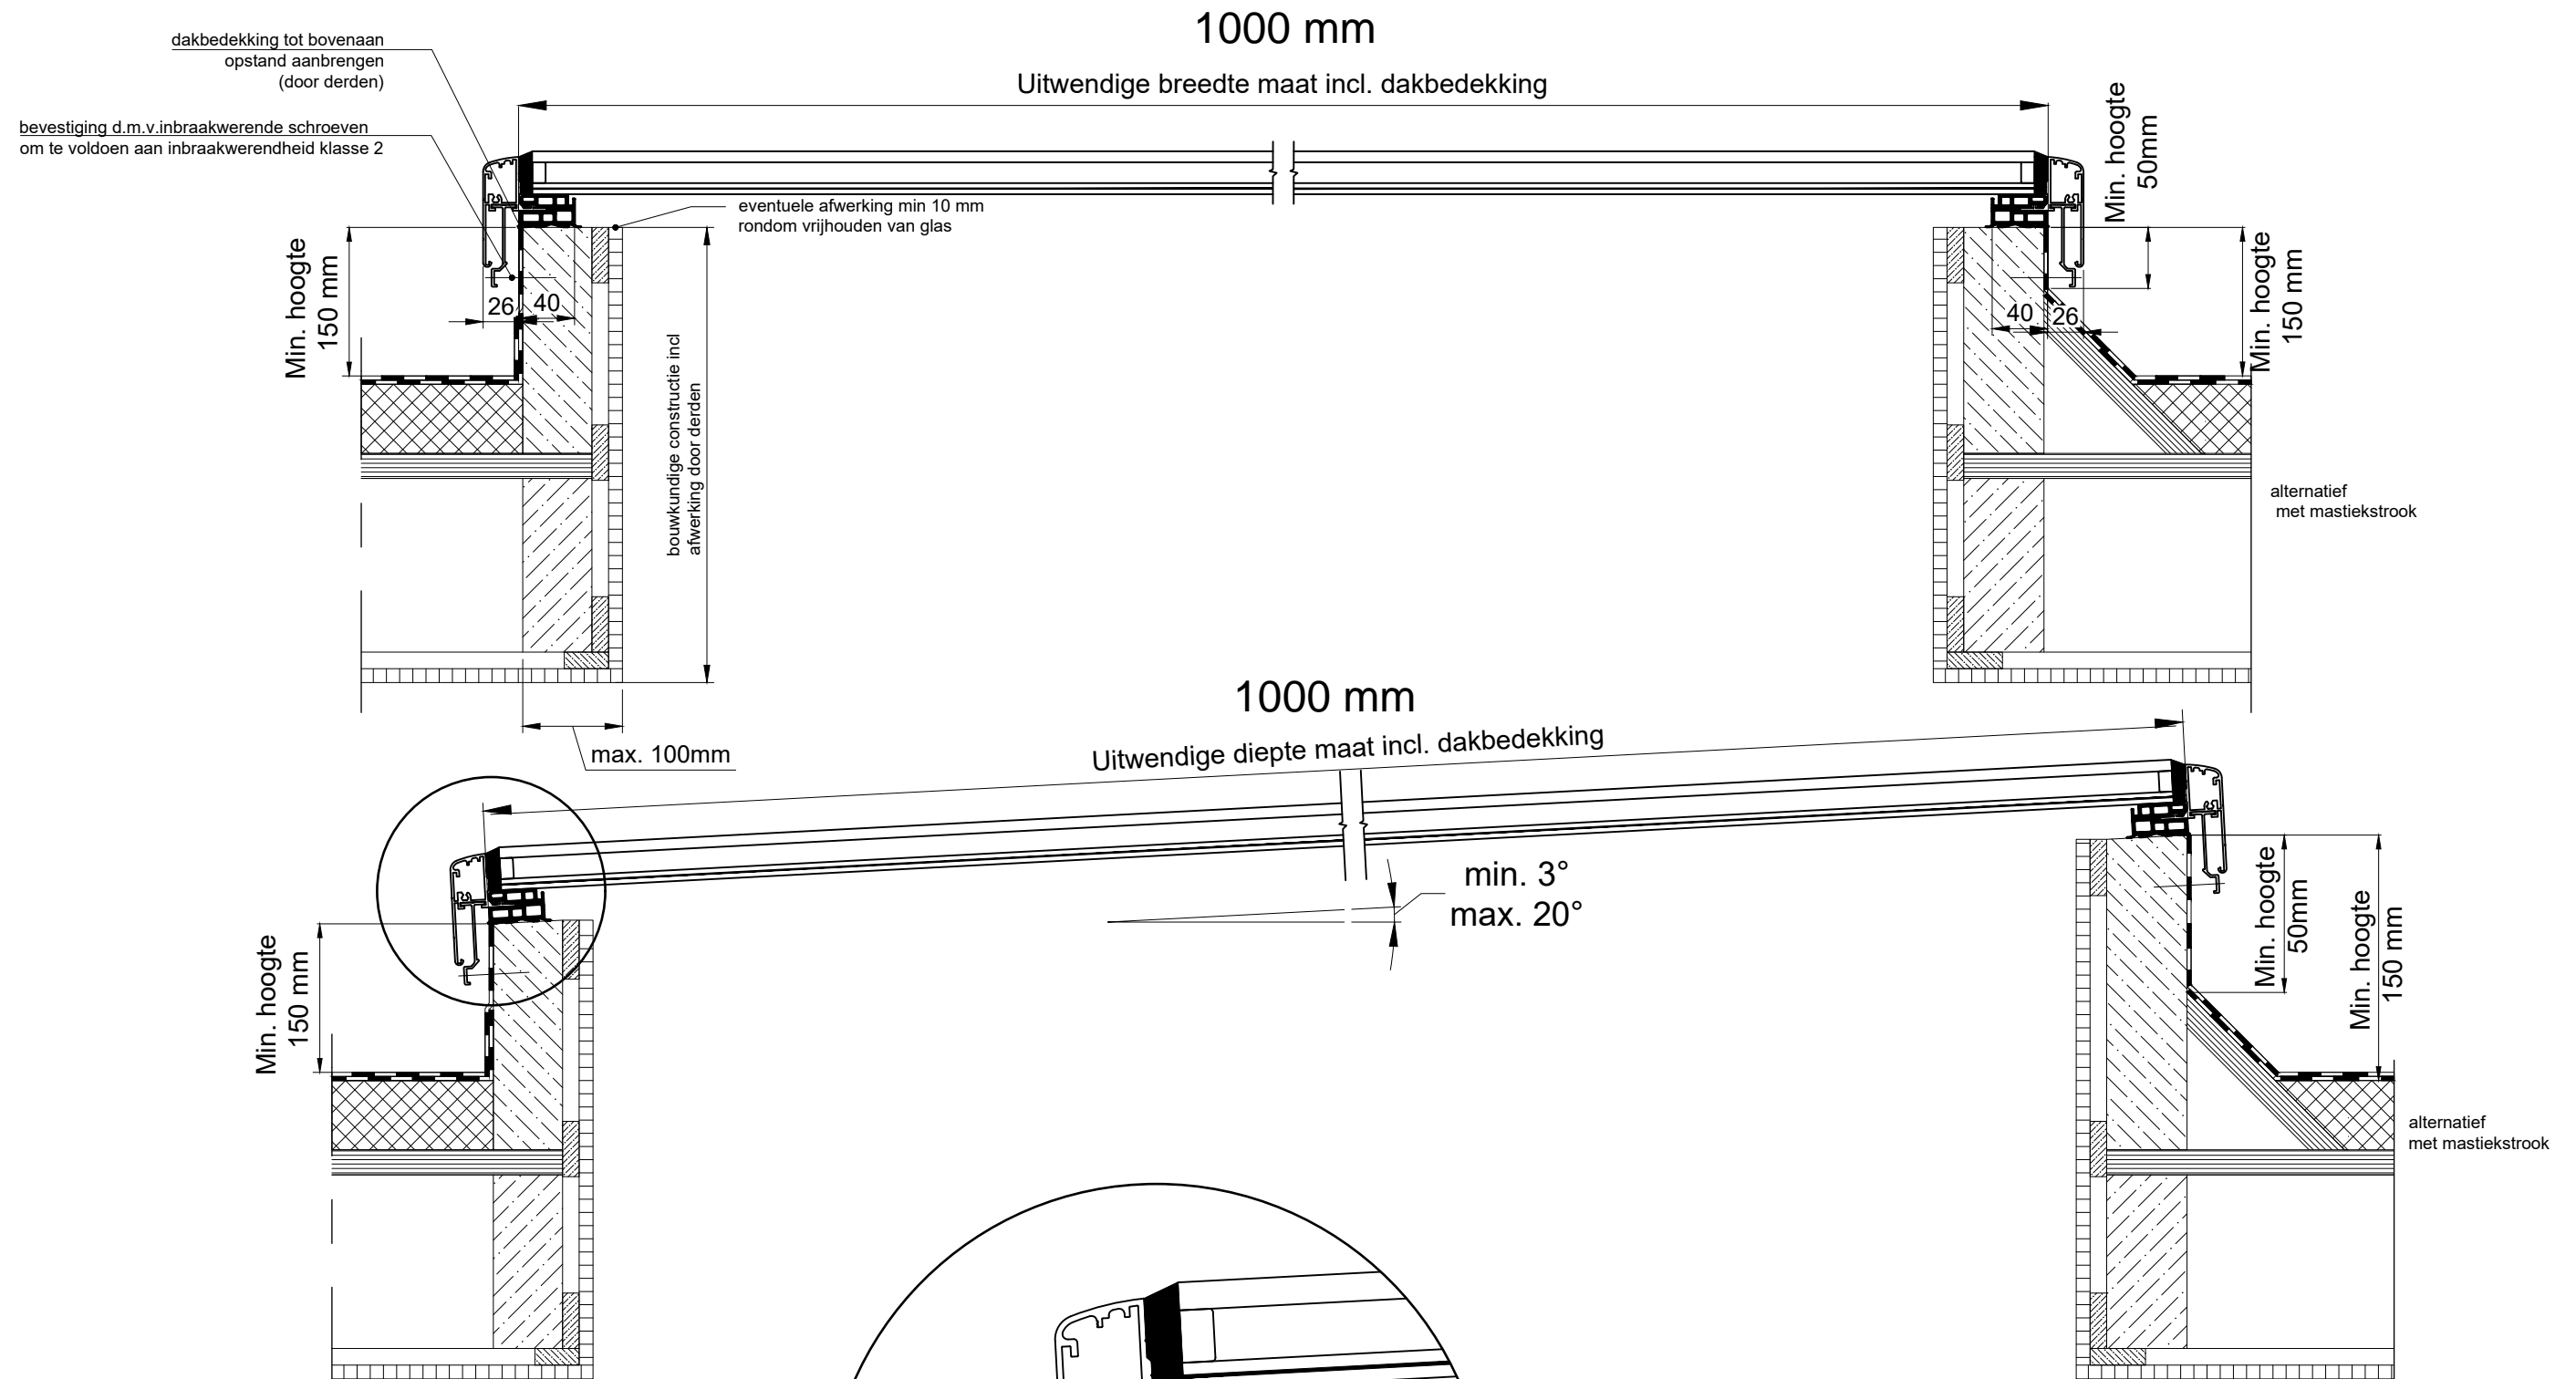 1000 mm
Uitwendige breedte maat incl. dakbedekking
dakbedekking tot bovenaan
opstand aanbrengen
(door derden)
bevestiging d.m.v.inbraakwerende schroeven
om te voldoen aan inbraakwerendheid klasse 2
eventuele afwerking min 10 mm
rondom vrijhouden van glas
Min. hoogte
150 mm
26
40
bouwkundige constructie incl
afwerking door derden
max. 100mm
Min. hoogte
50mm
Min. hoogte
150 mm
40
26
alternatief
met mastiekstrook
1000 mm
Uitwendige diepte maat incl. dakbedekking
min. 3°
max. 20°
Min. hoogte
150 mm
Min. hoogte
50mm
Min. hoogte
150 mm
alternatief
met mastiekstrook